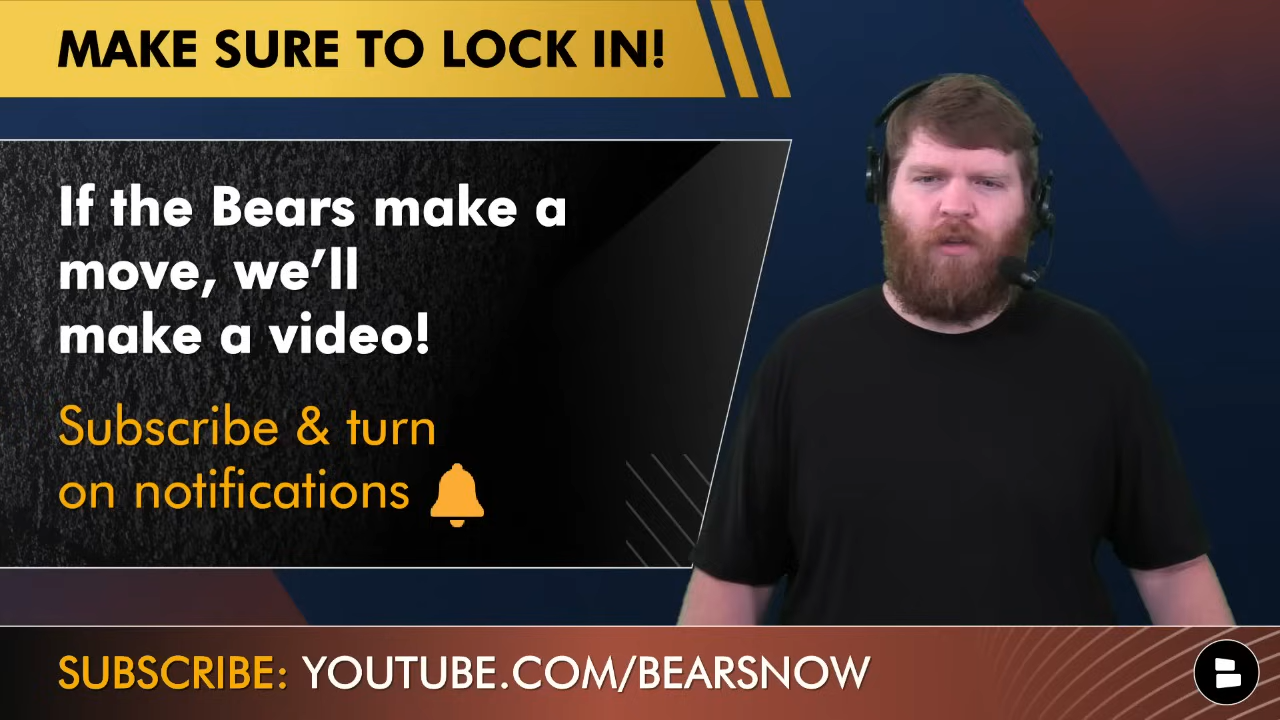 MAKE SURE TO LOCK IN!
If the Bears make a
move, we’ll
make a video!
Subscribe & turn
on notifications
SUBSCRIBE: YOUTUBE.COM/BEARSNOW